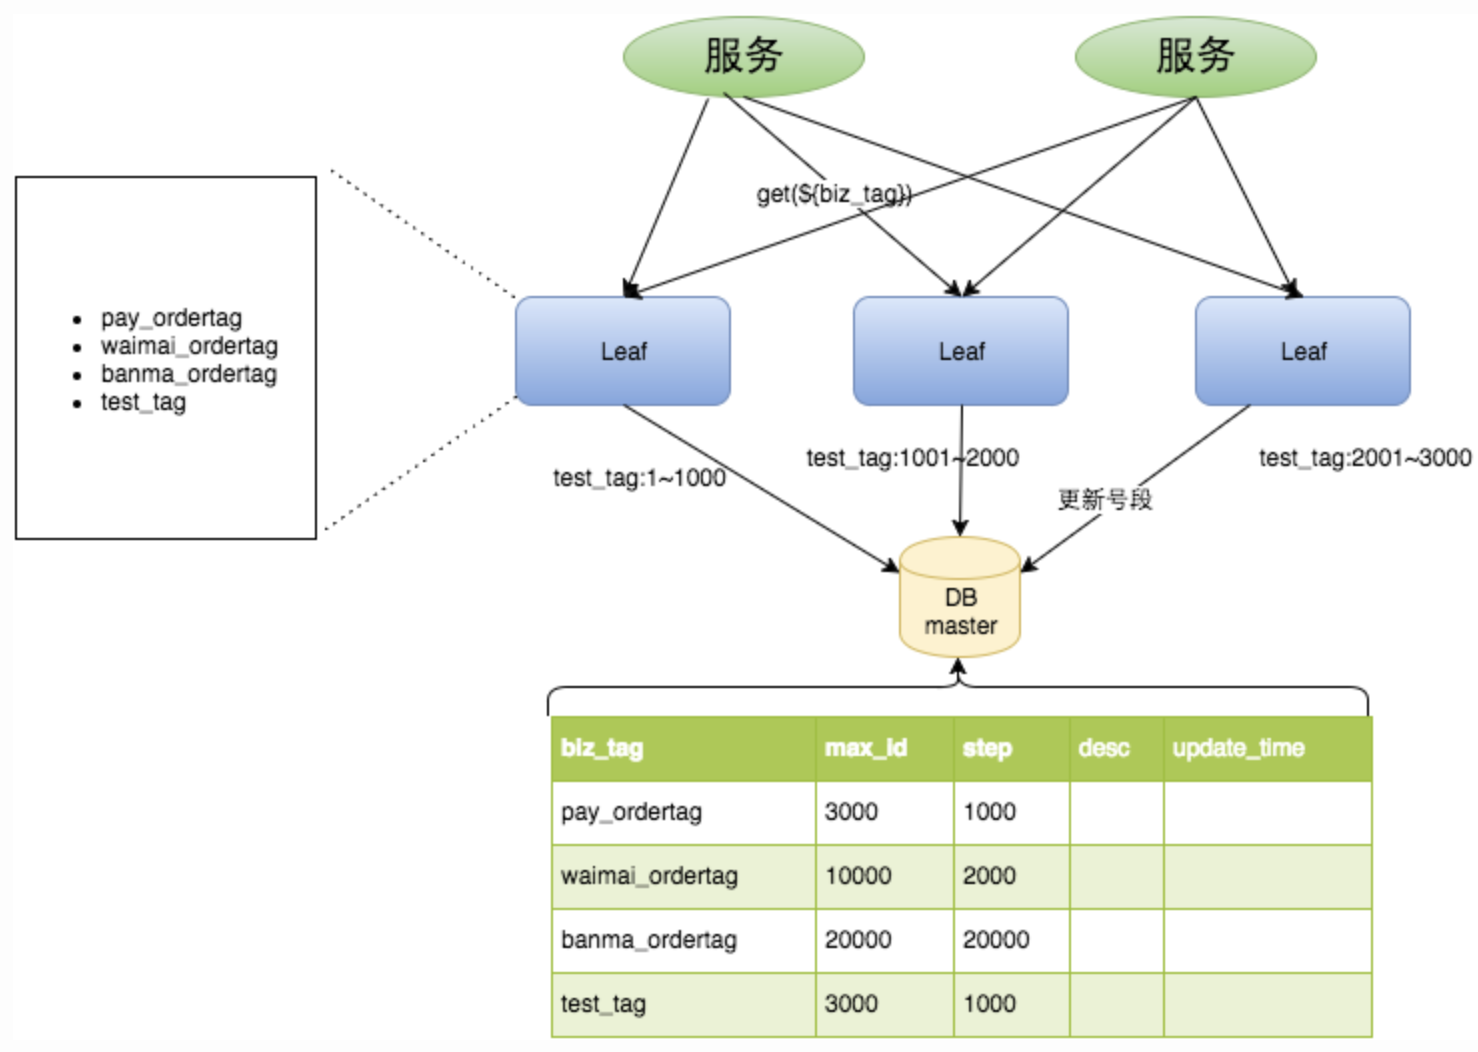 服务
服务
get(${biz_tag})
• pay_ordertag
• waimai_ordertag
• banma_ordertag
• test_tag
Leaf
Leaf
Leaf
test_tag:1~1000
test_tag:1001~2000
test_tag:2001~3000
更新号段
DB
master
biz_tag max_id step desc update_time
pay_ordertag 3000 1000
waimai_ordertag 10000 2000
banma_ordertag 20000 20000
test_tag 3000 1000